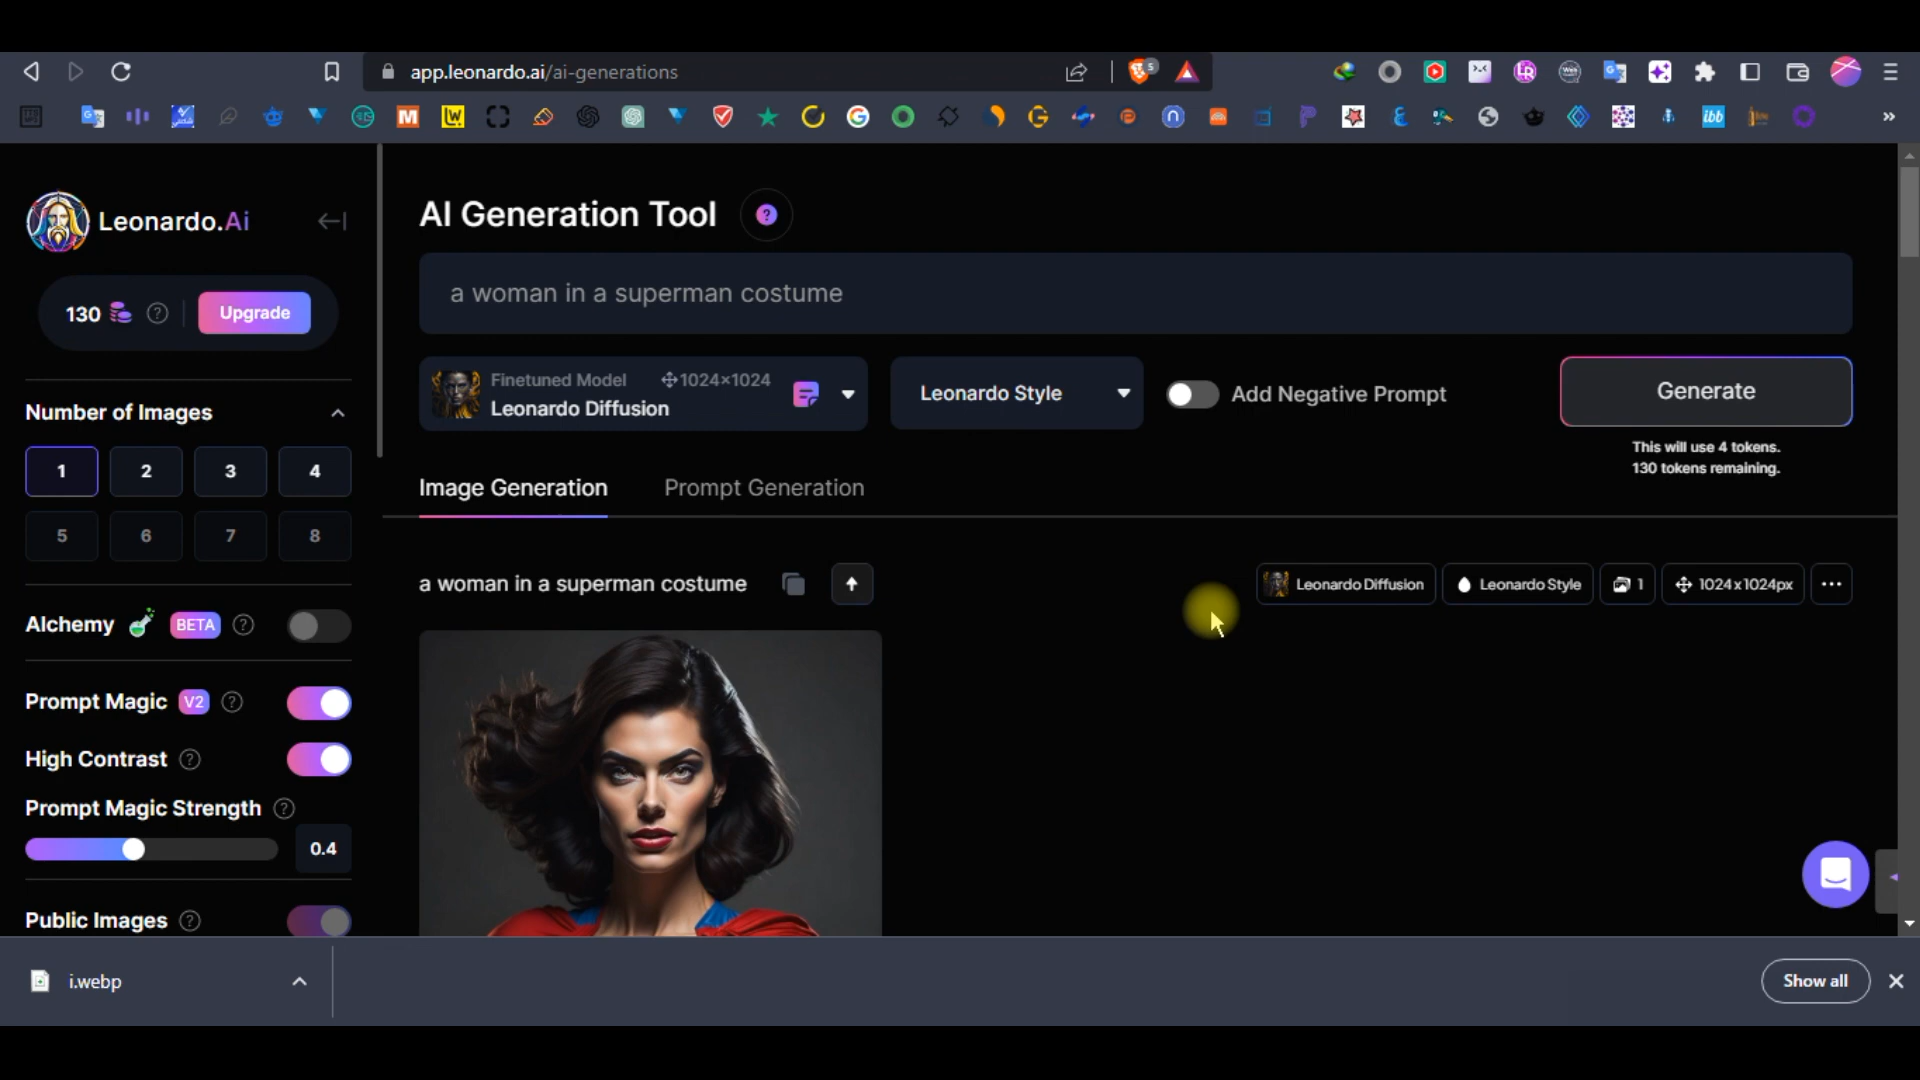 app.leonardo.ai/ai-generations
Leonardo.Ai
130
Upgrade
Number of Images
1 2 3 4
5 6 7 8
Alchemy BETA
Prompt Magic V2
High Contrast
Prompt Magic Strength
0.4
Public Images
AI Generation Tool
a woman in a superman costume
Finetuned Model 1024×1024
Leonardo Diffusion
Leonardo Style
Add Negative Prompt
Generate
This will use 4 tokens.
130 tokens remaining.
Image Generation
Prompt Generation
a woman in a superman costume
Leonardo Diffusion
Leonardo Style
1
1024x1024px
i.webp
Show all